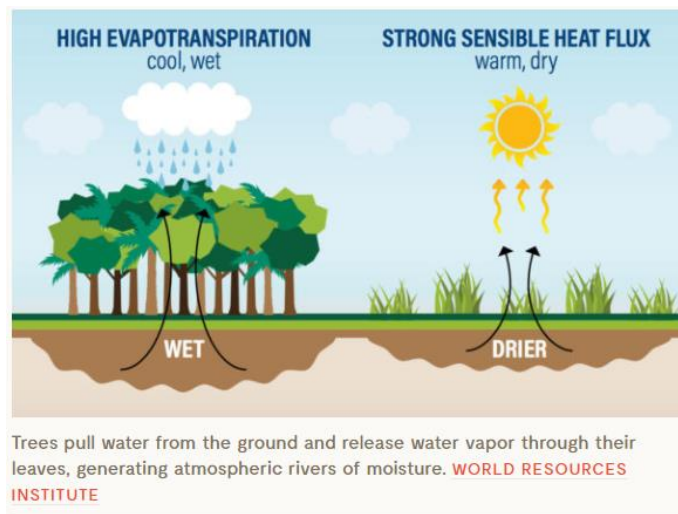 HIGH EVAPOTRANSPIRATION
cool, wet
STRONG SENSIBLE HEAT FLUX
warm, dry
WET
DRIER
Trees pull water from the ground and release water vapor through their
leaves, generating atmospheric rivers of moisture. WORLD RESOURCES
INSTITUTE